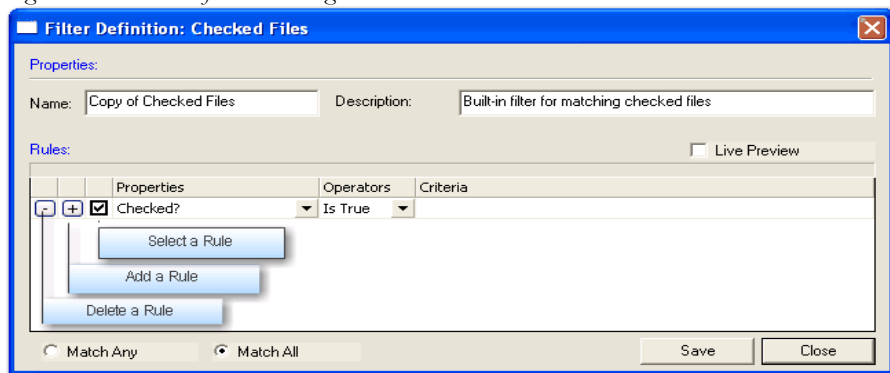 Filter Definition: Checked Files
Properties:
Name: Copy of Checked Files Description: Built-in filter for matching checked files
Rules: Live Preview
Properties Operators Criteria
- + Checked? Is True
Select a Rule
Add a Rule
Delete a Rule
Match Any Match All Save Close